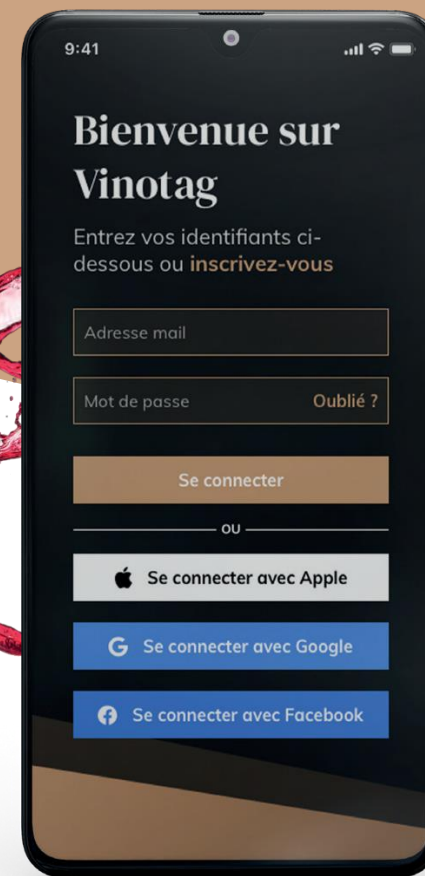 9:41
Bienvenue sur
Vinotag
Entrez vos identifiants ci-
dessous ou inscrivez-vous
Adresse mail
Mot de passe Oublié ?
Se connecter
OU
Se connecter avec Apple
Se connecter avec Google
Se connecter avec Facebook